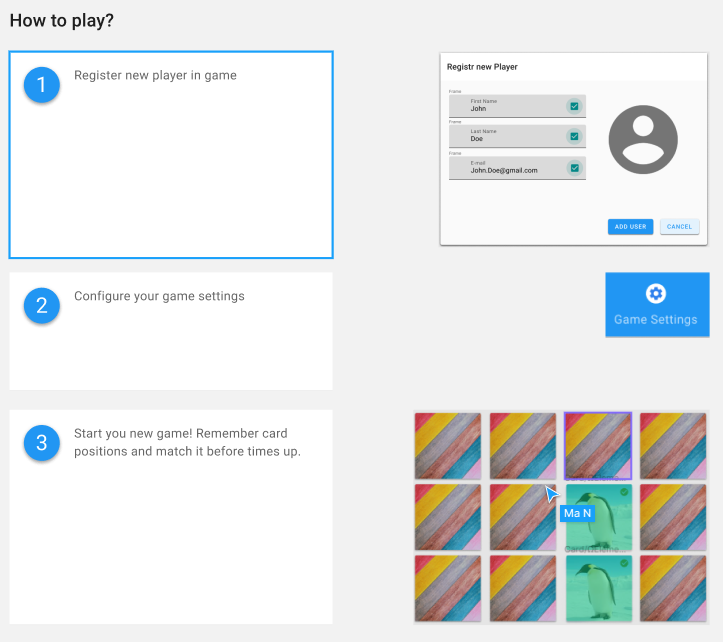 How to play?
1
Register new player in game
Registr new Player
Frame
First Name
John
Frame
Last Name
Doe
Frame
E-mail
John.Doe@gmail.com
ADD USER
CANCEL
2
Configure your game settings
Game Settings
3
Start you new game! Remember card
positions and match it before times up.
Ma N